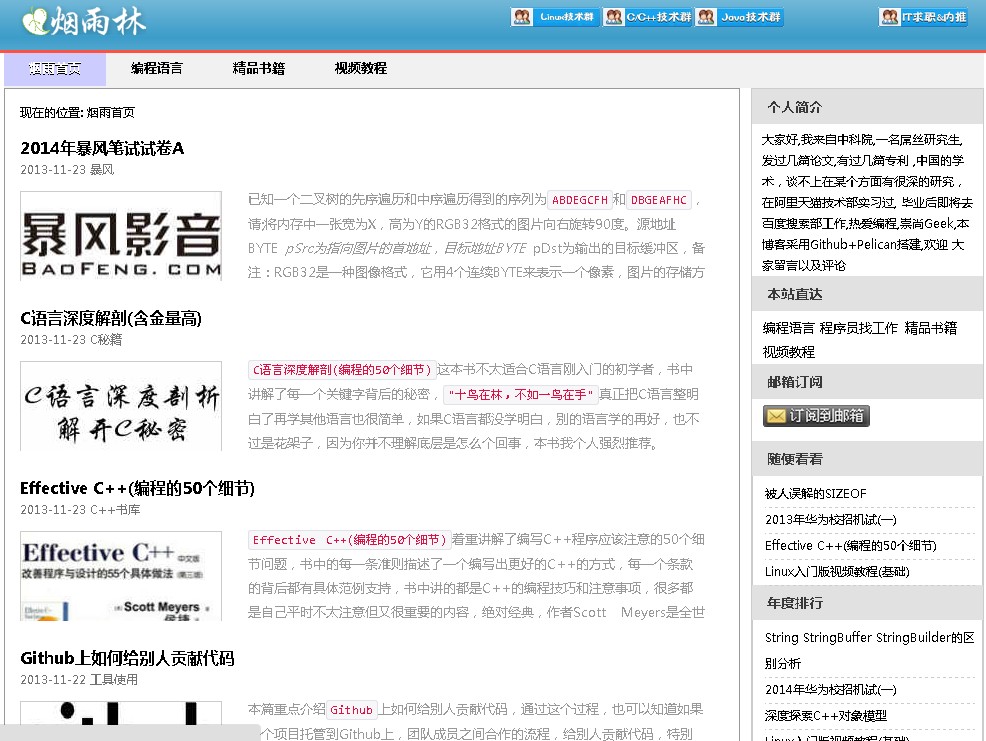 烟雨林
Linux技术群
C/C++技术群
Java技术群
IT求职&内推
烟雨首页
编程语言
精品书籍
视频教程
现在的位置: 烟雨首页
2014年暴风笔试试卷A
2013-11-23 暴风
暴风影音
BAOFENG.COM
已知一个二叉树的先序遍历和中序遍历得到的序列为 ABDEGCFH 和 DBGEAFHC ，
请;将内存中一张宽为X，高为Y的RGB32格式的图片向右旋转90度。源地址
BYTE pSrc为指向图片的首地址，目标地址BYTE pDst为输出的目标缓冲区，备
注：RGB32是一种图像格式，它用4个连续BYTE来表示一个像素，图片的存储方
C语言深度解剖(含金量高)
2013-11-23 C秘籍
C语言深度剖析
解开C秘密
C语言深度解剖(编程的50个细节) 这本书不大适合C语言刚入门的初学者，书中
讲解了每一个关键字背后的秘密， "十鸟在林，不如一鸟在手" 真正把C语言整明
白了再学其他语言也很简单，如果C语言都没学明白，别的语言学的再好，也不
过是花架子，因为你并不理解底层是怎么个回事，本书我个人强烈推荐。
Effective C++(编程的50个细节)
2013-11-23 C++书库
Effective C++ 中文版
改善程序与设计的55个具体做法 (第三版)
Scott Meyers
Effective C++(编程的50个细节) 着重讲解了编写C++程序应该注意的50个细
节问题，书中的每一条准则描述了一个编写出更好的C++的方式，每一个条款
的背后都有具体范例支持，书中讲的都是C++的编程技巧和注意事项，很多都
是自己平时不大注意但又很重要的内容，绝对经典，作者Scott Meyers是全世
Github上如何给别人贡献代码
2013-11-22 工具使用
本篇重点介绍 Github 上如何给别人贡献代码，通过这个过程，也可以知道如果
个项目托管到Github上，团队成员之间合作的流程，给别人贡献代码，特别
个人简介
大家好,我来自中科院,一名屌丝研究生,
发过几篇论文,有过几篇专利 ,中国的学
术，谈不上在某个方面有很深的研究，
在阿里天猫技术部实习过, 毕业后即将去
百度搜索部工作,热爱编程,崇尚Geek,本
博客采用Github+Pelican搭建,欢迎 大
家留言以及评论
本站直达
编程语言 程序员找工作 精品书籍
视频教程
邮箱订阅
订阅到邮箱
随便看看
被人误解的SIZEOF
2013年华为校招机试(一)
Effective C++(编程的50个细节)
Linux入门版视频教程(基础)
年度排行
String StringBuffer StringBuilder的区
别分析
2014年华为校招机试(一)
深度探索C++对象模型
Linux入门版视频教程(基础)